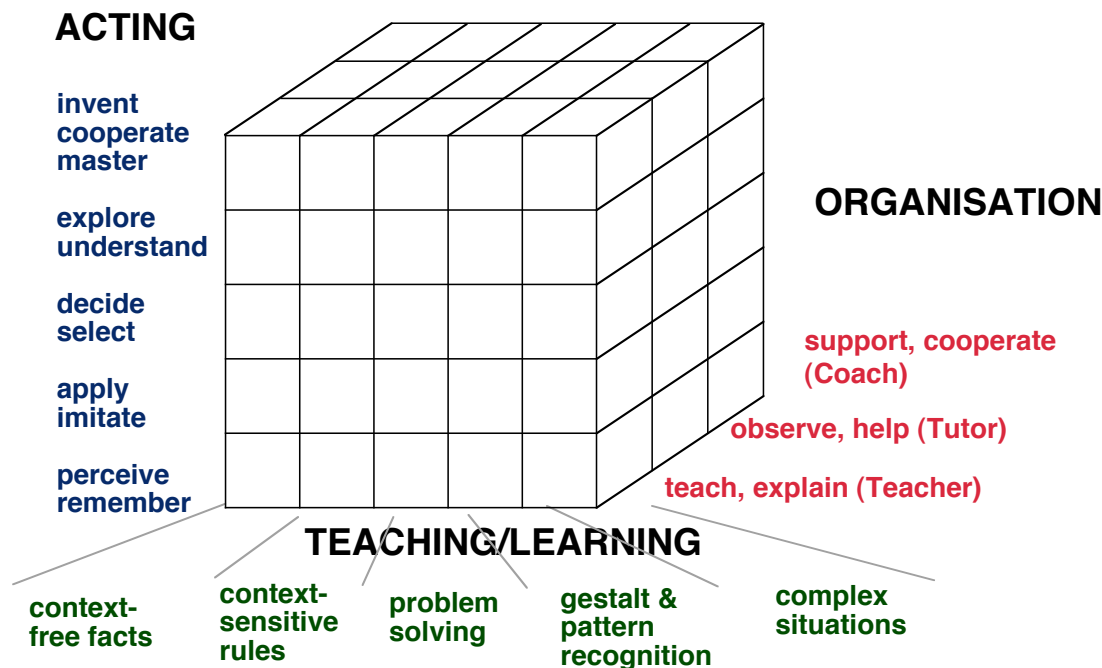 ACTING
invent
cooperate
master
explore
understand
decide
select
apply
imitate
perceive
remember
ORGANISATION
support, cooperate
(Coach)
observe, help (Tutor)
teach, explain (Teacher)
TEACHING/LEARNING
context-
free facts
context-
sensitive
rules
problem
solving
gestalt &
pattern
recognition
complex
situations